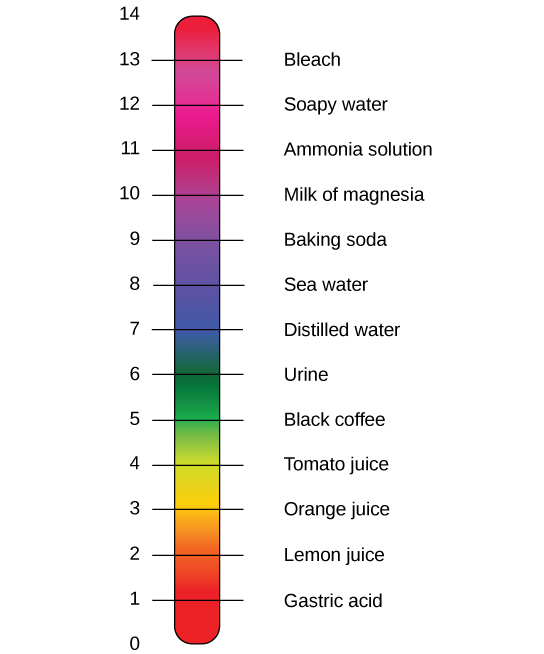 14
13 Bleach
12 Soapy water
11 Ammonia solution
10 Milk of magnesia
9 Baking soda
8 Sea water
7 Distilled water
6 Urine
5 Black coffee
4 Tomato juice
3 Orange juice
2 Lemon juice
1 Gastric acid
0